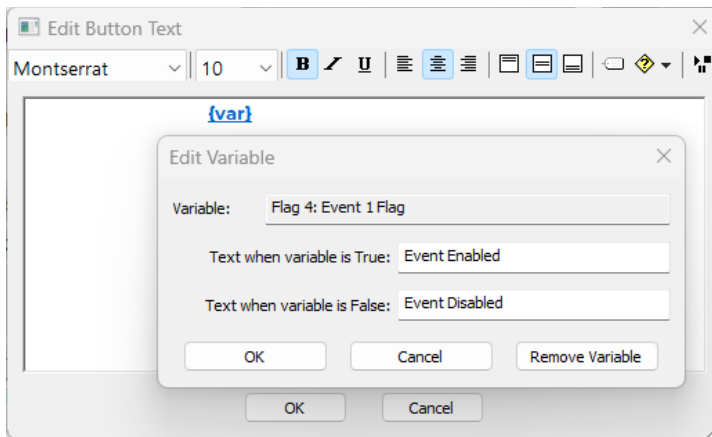 Edit Button Text
Montserrat 10 B I U
{var}
Edit Variable
Variable: Flag 4: Event 1 Flag
Text when variable is True: Event Enabled
Text when variable is False: Event Disabled
OK Cancel Remove Variable
OK Cancel